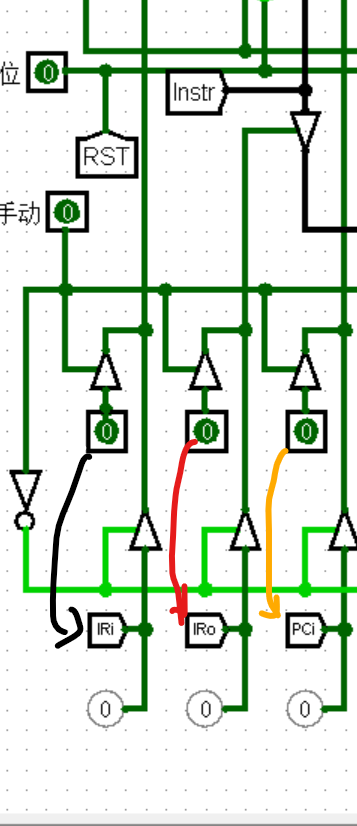 位 0
Instr
RST
手动 0
0 0 0
IRi IRo PCi
0 0 0